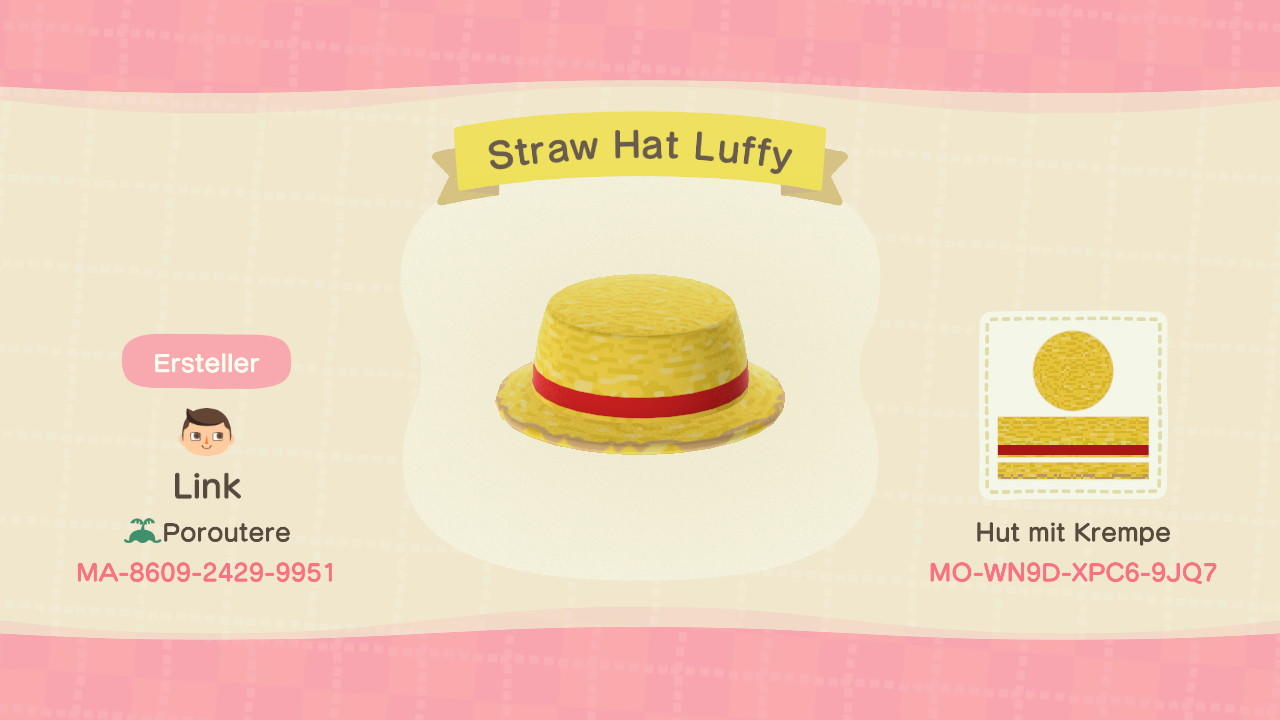 Straw Hat Luffy
Ersteller
Link
Poroutere
MA-8609-2429-9951
Hut mit Krempe
MO-WN9D-XPC6-9JQ7